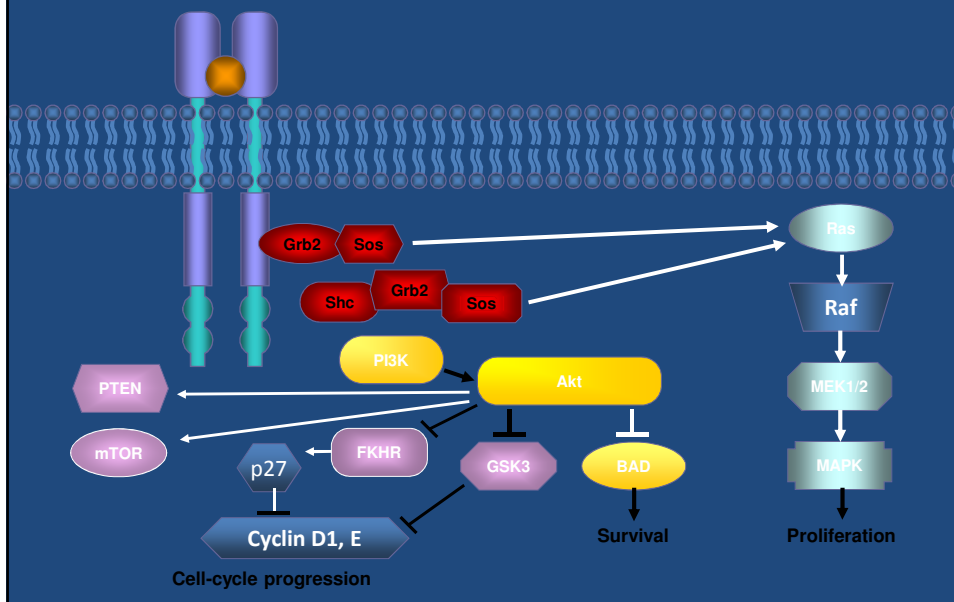 Ras
Grb2
Sos
Shc
Grb2
Sos
Raf
PI3K
Akt
PTEN
MEK1/2
mTOR
FKHR
p27
GSK3
BAD
MAPK
Cyclin D1, E
Survival
Proliferation
Cell-cycle progression